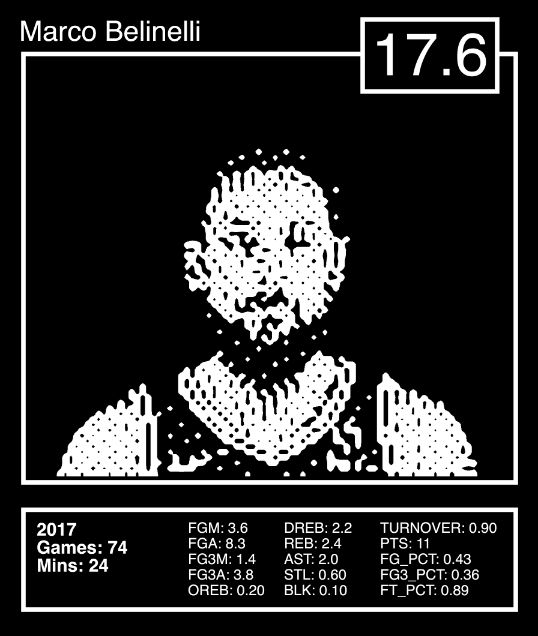 Marco Belinelli
17.6
2017
Games: 74
Mins: 24
FGM: 3.6
FGA: 8.3
FG3M: 1.4
FG3A: 3.8
OREB: 0.20
DREB: 2.2
REB: 2.4
AST: 2.0
STL: 0.60
BLK: 0.10
TURNOVER: 0.90
PTS: 11
FG_PCT: 0.43
FG3_PCT: 0.36
FT_PCT: 0.89